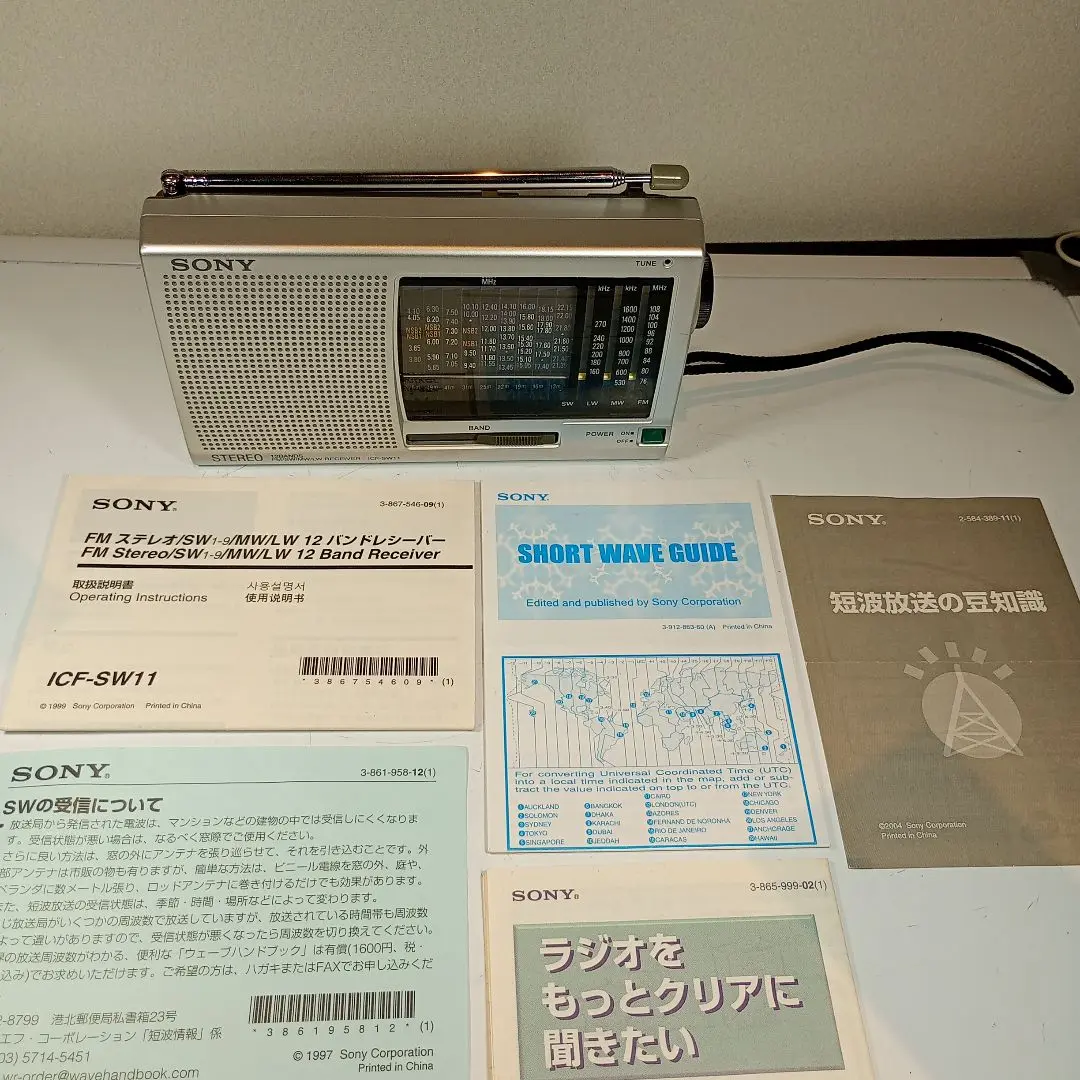 SONY
TUNE
MHz
kHz
kHz
MHz
SW
LW
MW
FM
BAND
POWER ON
OFF
STEREO
ICF-SW11
SONY
3-867-546-09(1)
FM ステレオ/SW1-9/MW/LW 12 バンドレシーバー
FM Stereo/SW1-9/MW/LW 12 Band Receiver
取扱説明書
사용설명서
Operating Instructions
使用说明书
ICF-SW11
*386754609*(1)
© 1999 Sony Corporation Printed in China
SONY
SHORT WAVE GUIDE
Edited and published by Sony Corporation
3-912-863-60 (A) Printed in China
For converting Universal Coordinated Time (UTC)
into a local time indicated in the map, add or sub-
tract the value indicated on top to or from the UTC.
AUCKLAND
SOLOMON
SYDNEY
TOKYO
SINGAPORE
BANGKOK
DHAKA
KARACHI
DUBAI
JEDDAH
CAIRO
LONDON(UTC)
AZORES
FERNAND DE NORONHA
RIO DE JANEIRO
CARACAS
NEW YORK
CHICAGO
DENVER
LOS ANGELES
ANCHORAGE
HAWAII
SONY
2-584-389-11(1)
短波放送の豆知識
©2004 Sony Corporation
Printed in China
SONY
3-861-958-12(1)
SWの受信について
• 放送局から発信された電波は、マンションなどの建物の中では受信しにくくなりま
す。受信状態が悪い場合は、なるべく窓際でご使用ください。
さらに良い方法は、窓の外にアンテナを張り巡らせて、それを引き込むことです。外
部アンテナは市販の物も有りますが、簡単な方法は、ビニール電線を窓の外、庭や、
ベランダに数メートル張り、ロッドアンテナに巻き付けるだけでも効果があります。
また、短波放送の受信状態は、季節・時間・場所などによって変わります。
じ放送局がいくつかの周波数で放送していますが、放送されている時間帯も周波数
よって違いがありますので、受信状態が悪くなったら周波数を切り換えてください。
の放送周波数がわかる、便利な「ウェーブハンドブック」は有償(1600円、税・
込み)でお求めいただけます。ご希望の方は、ハガキまたはFAXでお申し込みくだ
2-8799 港北郵便局私書箱23号
エフ・コーポレーション「短波情報」係
03) 5714-5451
wr-order@wavehandbook.com
*386195812*(1)
© 1997 Sony Corporation
Printed in China
SONY
3-865-999-02(1)
ラジオを
もっとクリアに
聞きたい